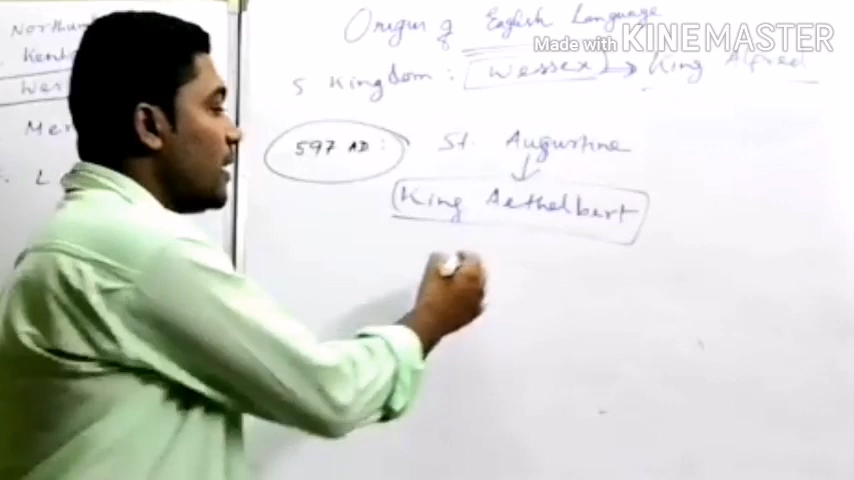 Origin of English Language
Made with KINEMASTER
5 Kingdom : Wessex → King Alfred
597 AD : St. Augustine
King Aethelbert
Northum
Kent
Wes
Mer
L